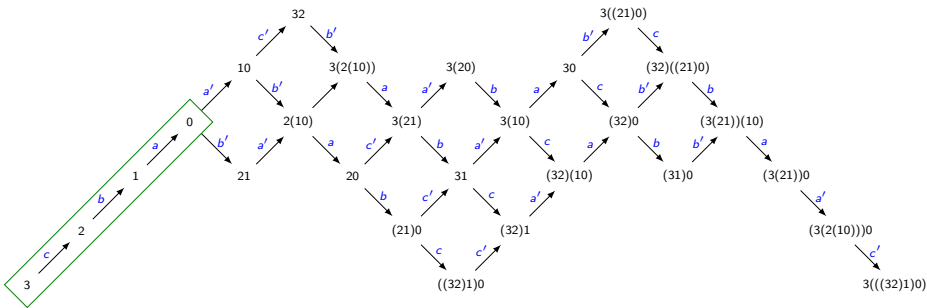 32 3((21)0)
c′ b′ b′ c
10 3(2(10)) 3(20) 30 (32)((21)0)
a′ b′ a a′ b a c b′ b
0 2(10) 3(21) 3(10) (32)0 (3(21))(10)
a b′ a′ a c′ b a′ c a b b′ a
1 21 20 31 (32)(10) (31)0 (3(21))0
b b c′ c a′ a′
2 (21)0 (32)1 (3(2(10)))0
c c c′ c′
3 ((32)1)0 3(((32)1)0)